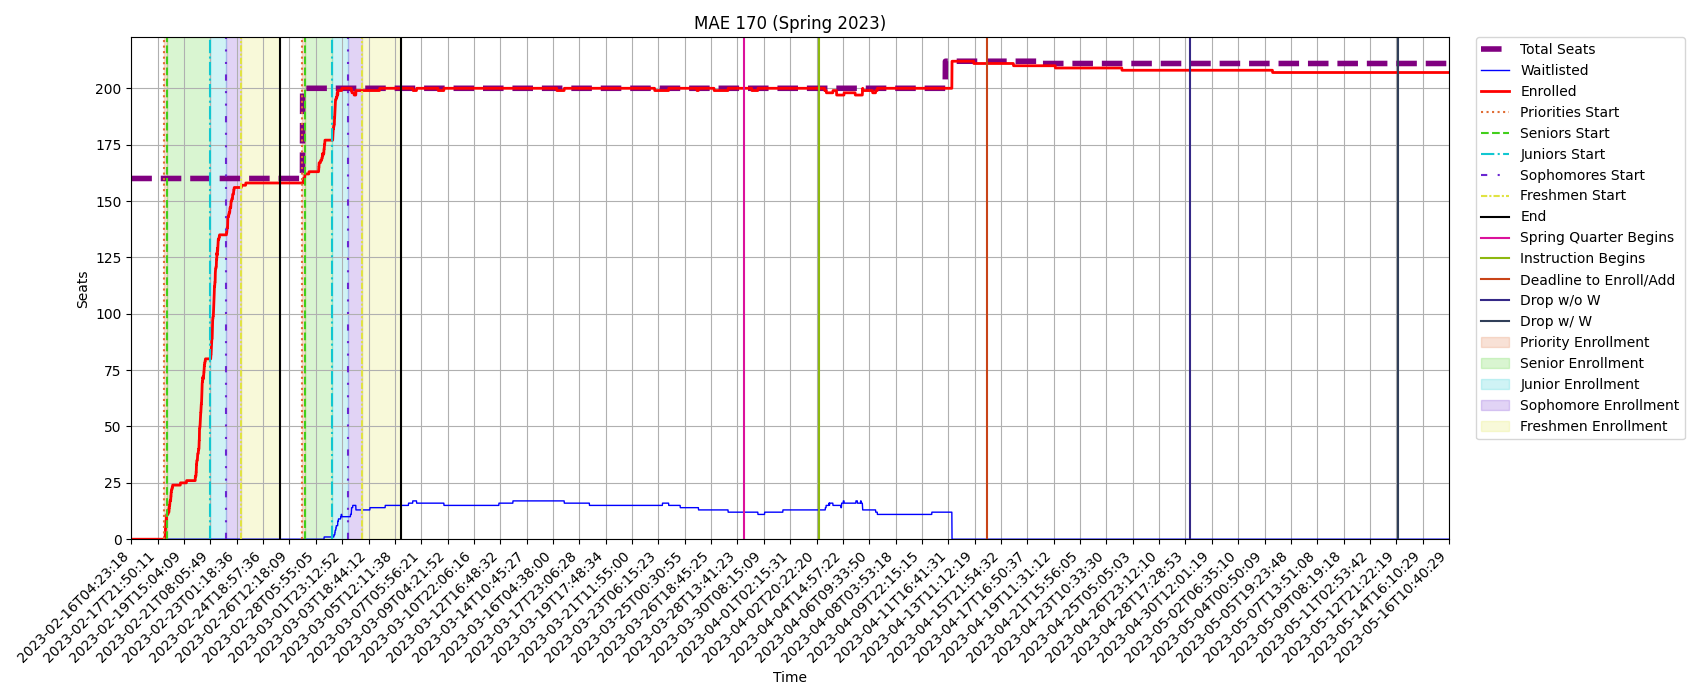 MAE 170 (Spring 2023)
Seats
200
175
150
125
100
75
50
25
0
2023-02-16T04:23:18
2023-02-17T21:50:11
2023-02-19T15:04:09
2023-02-21T08:05:49
2023-02-23T01:18:36
2023-02-24T18:57:36
2023-02-26T12:18:09
2023-02-28T05:55:05
2023-03-01T23:12:52
2023-03-03T18:44:12
2023-03-05T12:11:38
2023-03-07T05:56:21
2023-03-09T04:21:52
2023-03-10T22:06:16
2023-03-12T16:48:32
2023-03-14T10:45:27
2023-03-16T04:38:00
2023-03-17T23:06:28
2023-03-19T17:48:34
2023-03-21T11:55:00
2023-03-23T06:15:23
2023-03-25T00:30:55
2023-03-26T18:45:25
2023-03-28T13:41:23
2023-03-30T08:15:09
2023-04-01T02:15:31
2023-04-02T20:22:20
2023-04-04T14:57:22
2023-04-06T09:33:50
2023-04-08T03:53:18
2023-04-09T22:15:15
2023-04-11T16:41:31
2023-04-13T11:12:19
2023-04-15T21:54:32
2023-04-17T16:50:37
2023-04-19T11:31:12
2023-04-21T15:56:05
2023-04-23T10:33:30
2023-04-25T05:05:03
2023-04-26T23:12:10
2023-04-28T17:28:53
2023-04-30T12:01:19
2023-05-02T06:35:10
2023-05-04T00:50:09
2023-05-05T19:23:48
2023-05-07T13:51:08
2023-05-09T08:19:18
2023-05-11T02:53:42
2023-05-12T21:22:19
2023-05-14T16:10:29
2023-05-16T10:40:29
Time
Total Seats
Waitlisted
Enrolled
Priorities Start
Seniors Start
Juniors Start
Sophomores Start
Freshmen Start
End
Spring Quarter Begins
Instruction Begins
Deadline to Enroll/Add
Drop w/o W
Drop w/ W
Priority Enrollment
Senior Enrollment
Junior Enrollment
Sophomore Enrollment
Freshmen Enrollment